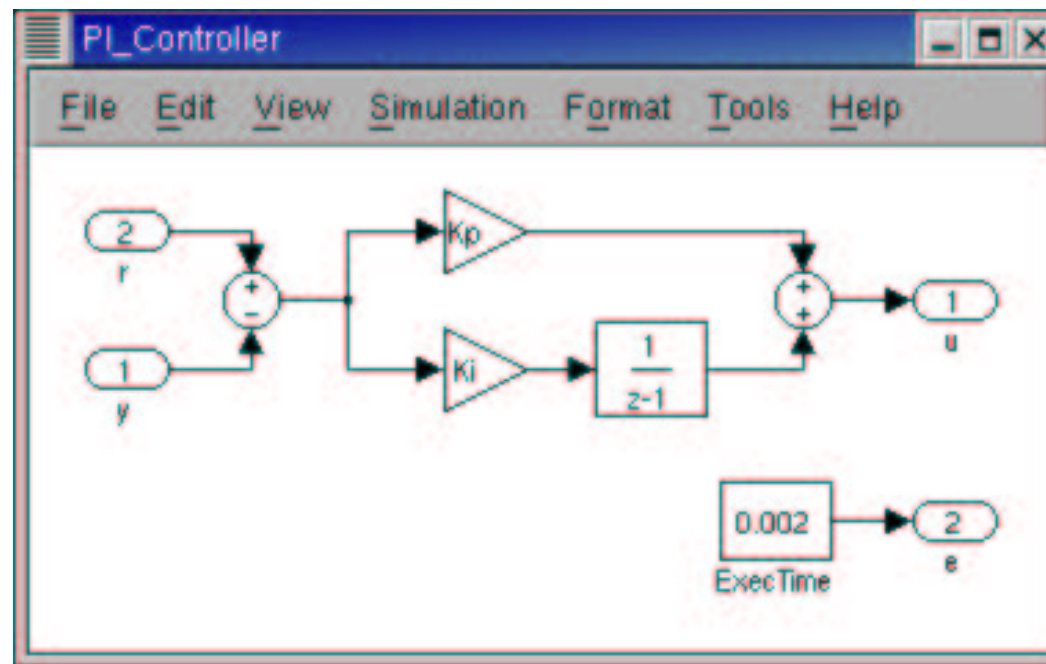 PI_Controller
File Edit View Simulation Format Tools Help
2
r
+
-
1
y
Kp
Ki
1
z-1
+
+
1
u
0.002
ExecTime
2
e